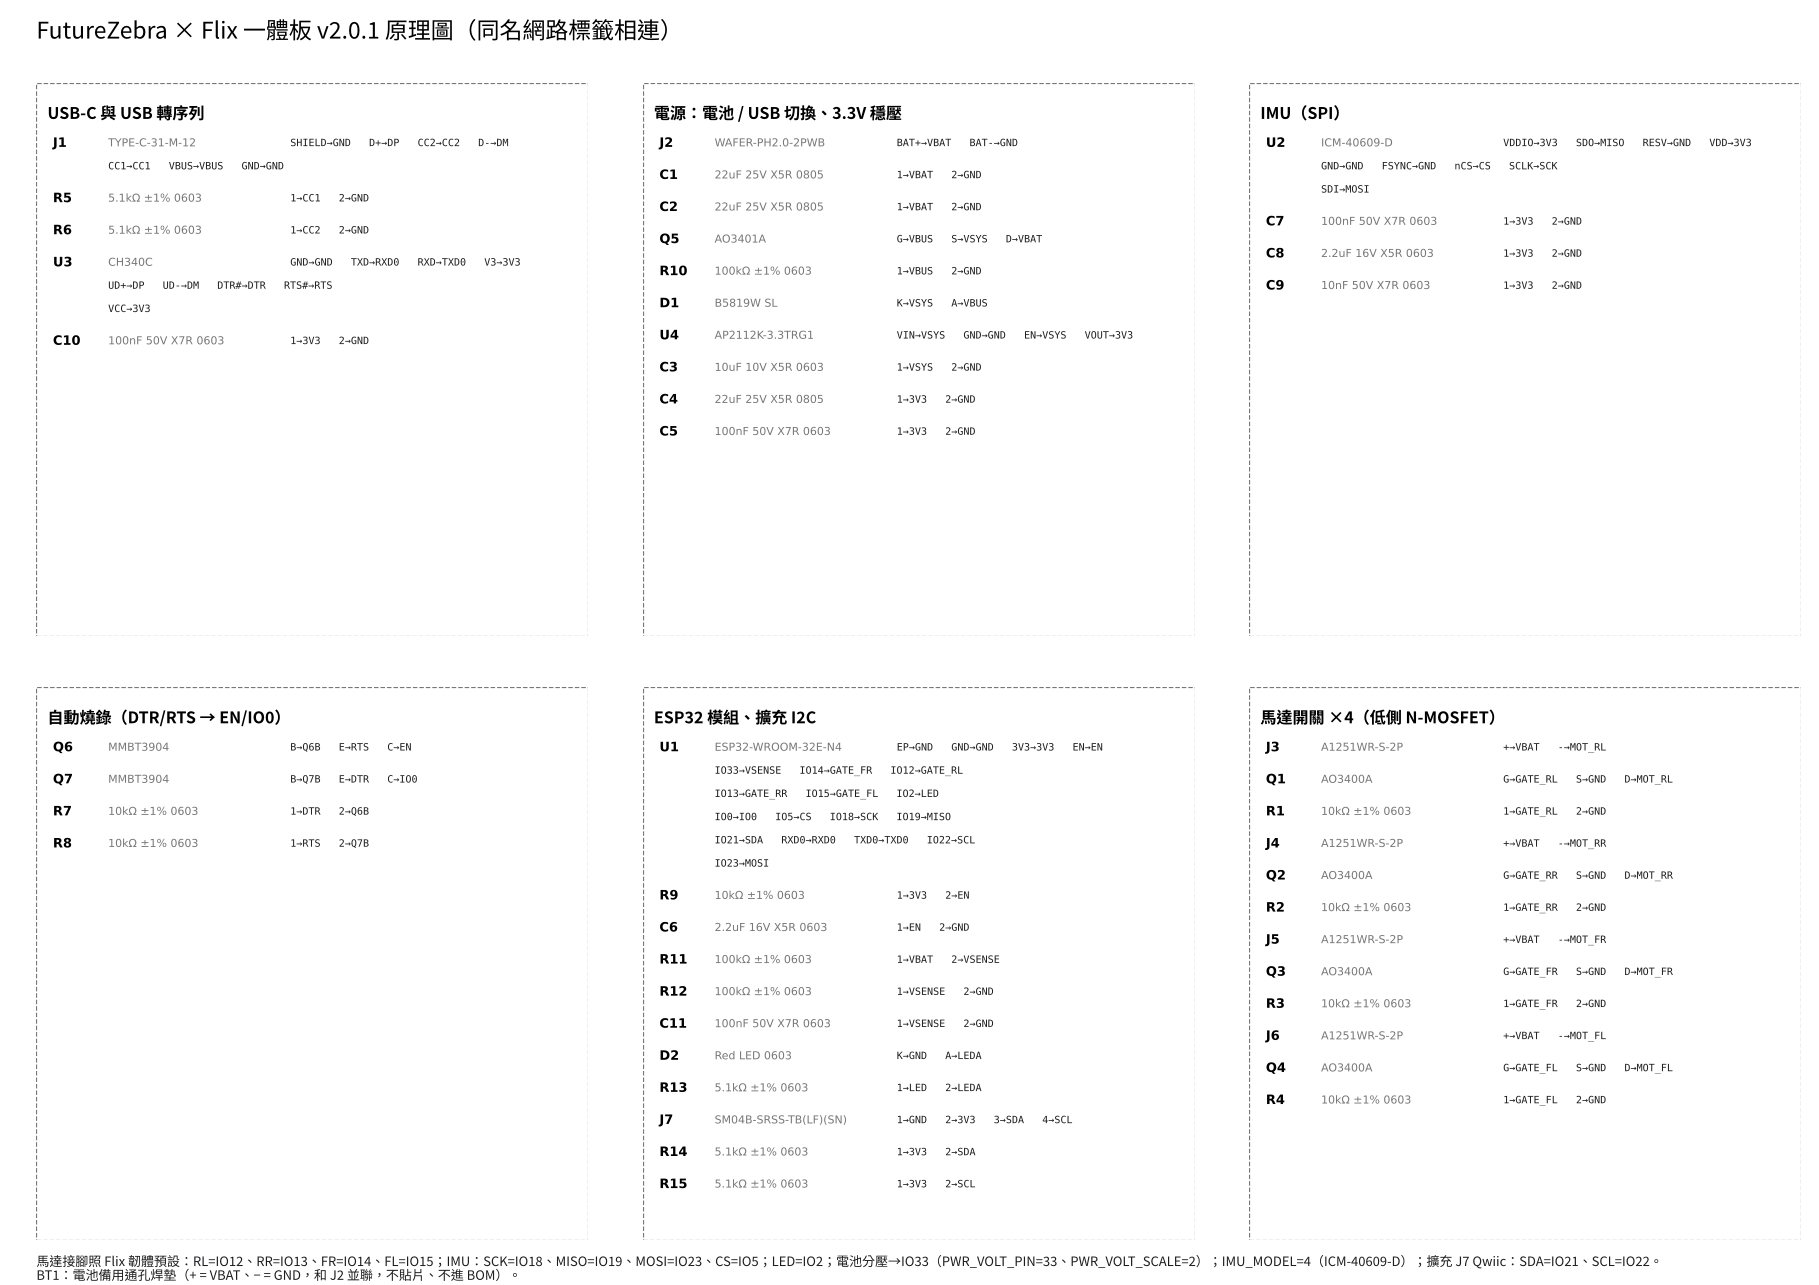 FutureZebra × Flix 一體板 v2.0.1 原理圖（同名網路標籤相連）
USB-C 與 USB 轉序列
J1 TYPE-C-31-M-12 SHIELD→GND D+→DP CC2→CC2 D-→DM
CC1→CC1 VBUS→VBUS GND→GND
R5 5.1kΩ ±1% 0603 1→CC1 2→GND
R6 5.1kΩ ±1% 0603 1→CC2 2→GND
U3 CH340C GND→GND TXD→RXD0 RXD→TXD0 V3→3V3
UD+→DP UD-→DM DTR#→DTR RTS#→RTS
VCC→3V3
C10 100nF 50V X7R 0603 1→3V3 2→GND
電源：電池 / USB 切換、3.3V 穩壓
J2 WAFER-PH2.0-2PWB BAT+→VBAT BAT-→GND
C1 22uF 25V X5R 0805 1→VBAT 2→GND
C2 22uF 25V X5R 0805 1→VBAT 2→GND
Q5 AO3401A G→VBUS S→VSYS D→VBAT
R10 100kΩ ±1% 0603 1→VBUS 2→GND
D1 B5819W SL K→VSYS A→VBUS
U4 AP2112K-3.3TRG1 VIN→VSYS GND→GND EN→VSYS VOUT→3V3
C3 10uF 10V X5R 0603 1→VSYS 2→GND
C4 22uF 25V X5R 0805 1→3V3 2→GND
C5 100nF 50V X7R 0603 1→3V3 2→GND
IMU（SPI）
U2 ICM-40609-D VDDIO→3V3 SDO→MISO RESV→GND VDD→3V3
GND→GND FSYNC→GND nCS→CS SCLK→SCK
SDI→MOSI
C7 100nF 50V X7R 0603 1→3V3 2→GND
C8 2.2uF 16V X5R 0603 1→3V3 2→GND
C9 10nF 50V X7R 0603 1→3V3 2→GND
自動燒錄（DTR/RTS → EN/IO0）
Q6 MMBT3904 B→Q6B E→RTS C→EN
Q7 MMBT3904 B→Q7B E→DTR C→IO0
R7 10kΩ ±1% 0603 1→DTR 2→Q6B
R8 10kΩ ±1% 0603 1→RTS 2→Q7B
ESP32 模組、擴充 I2C
U1 ESP32-WROOM-32E-N4 EP→GND GND→GND 3V3→3V3 EN→EN
IO33→VSENSE IO14→GATE_FR IO12→GATE_RL
IO13→GATE_RR IO15→GATE_FL IO2→LED
IO0→IO0 IO5→CS IO18→SCK IO19→MISO
IO21→SDA RXD0→RXD0 TXD0→TXD0 IO22→SCL
IO23→MOSI
R9 10kΩ ±1% 0603 1→3V3 2→EN
C6 2.2uF 16V X5R 0603 1→EN 2→GND
R11 100kΩ ±1% 0603 1→VBAT 2→VSENSE
R12 100kΩ ±1% 0603 1→VSENSE 2→GND
C11 100nF 50V X7R 0603 1→VSENSE 2→GND
D2 Red LED 0603 K→GND A→LEDA
R13 5.1kΩ ±1% 0603 1→LED 2→LEDA
J7 SM04B-SRSS-TB(LF)(SN) 1→GND 2→3V3 3→SDA 4→SCL
R14 5.1kΩ ±1% 0603 1→3V3 2→SDA
R15 5.1kΩ ±1% 0603 1→3V3 2→SCL
馬達開關 ×4（低側 N-MOSFET）
J3 A1251WR-S-2P +→VBAT -→MOT_RL
Q1 AO3400A G→GATE_RL S→GND D→MOT_RL
R1 10kΩ ±1% 0603 1→GATE_RL 2→GND
J4 A1251WR-S-2P +→VBAT -→MOT_RR
Q2 AO3400A G→GATE_RR S→GND D→MOT_RR
R2 10kΩ ±1% 0603 1→GATE_RR 2→GND
J5 A1251WR-S-2P +→VBAT -→MOT_FR
Q3 AO3400A G→GATE_FR S→GND D→MOT_FR
R3 10kΩ ±1% 0603 1→GATE_FR 2→GND
J6 A1251WR-S-2P +→VBAT -→MOT_FL
Q4 AO3400A G→GATE_FL S→GND D→MOT_FL
R4 10kΩ ±1% 0603 1→GATE_FL 2→GND
馬達接腳照 Flix 韌體預設：RL=IO12、RR=IO13、FR=IO14、FL=IO15；IMU：SCK=IO18、MISO=IO19、MOSI=IO23、CS=IO5；LED=IO2；電池分壓→IO33（PWR_VOLT_PIN=33、PWR_VOLT_SCALE=2）；IMU_MODEL=4（ICM-40609-D）；擴充 J7 Qwiic：SDA=IO21、SCL=IO22。
BT1：電池備用通孔焊墊（+＝VBAT、−＝GND，和 J2 並聯，不貼片、不進 BOM）。